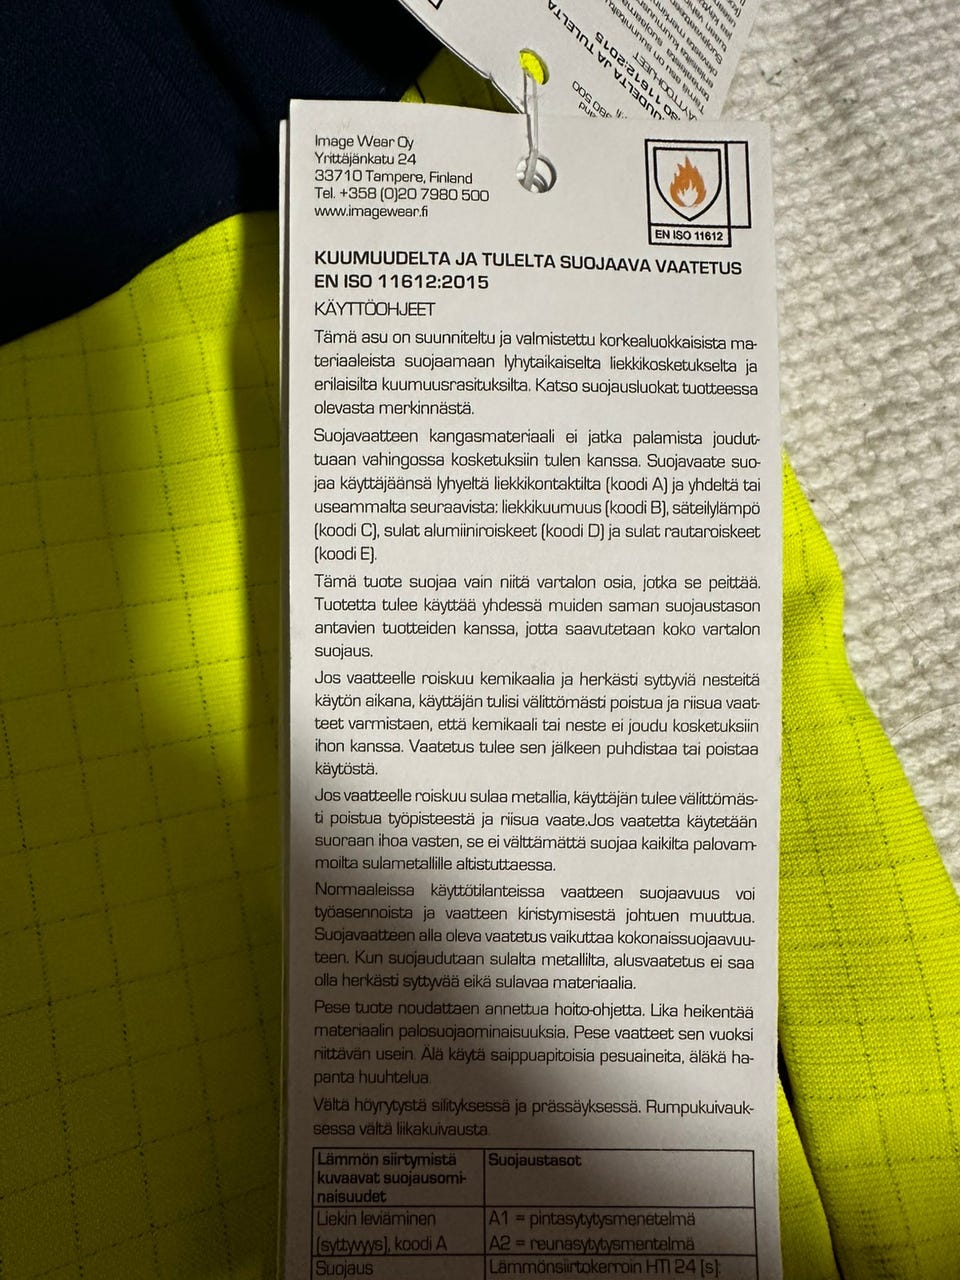 Image Wear Oy
Yrittäjänkatu 24
33710 Tampere, Finland
Tel. +358 (0)20 7980 500
www.imagewear.fi
EN ISO 11612
KUUMUUDELTA JA TULELTA SUOJAAVA VAATETUS
EN ISO 11612:2015
KÄYTTÖOHJEET
Tämä asu on suunniteltu ja valmistettu korkealuokkaisista ma-
teriaaleista suojaamaan lyhytaikaiselta liekkikosketukselta ja
erilaisilta kuumuusrasituksilta. Katso suojausluokat tuotteessa
olevasta merkinnästä.
Suojavaatteen kangasmateriaali ei jatka palamista joudut-
tuaan vahingossa kosketuksiin tulen kanssa. Suojavaate suo-
jaa käyttäjäänsä lyhyeltä liekkikontaktilta (koodi A) ja yhdeltä tai
useammalta seuraavista: liekkikuumuus (koodi B), säteilylämpö
(koodi C), sulat alumiiniroiskeet (koodi D) ja sulat rautaroiskeet
(koodi E).
Tämä tuote suojaa vain niitä vartalon osia, jotka se peittää.
Tuotetta tulee käyttää yhdessä muiden saman suojaustason
antavien tuotteiden kanssa, jotta saavutetaan koko vartalon
suojaus.
Jos vaatteelle roiskuu kemikaalia ja herkästi syttyviä nesteitä
käytön aikana, käyttäjän tulisi välittömästi poistua ja riisua vaat-
teet varmistaen, että kemikaali tai neste ei joudu kosketuksiin
ihon kanssa. Vaatetus tulee sen jälkeen puhdistaa tai poistaa
käytöstä.
Jos vaatteelle roiskuu sulaa metallia, käyttäjän tulee välittömäs-
ti poistua työpisteestä ja riisua vaate.Jos vaatetta käytetään
suoraan ihoa vasten, se ei välttämättä suojaa kaikilta palovam-
moilta sulametallille altistuttaessa.
Normaaleissa käyttötilanteissa vaatteen suojaavuus voi
työasennoista ja vaatteen kiristymisestä johtuen muuttua.
Suojavaatteen alla oleva vaatetus vaikuttaa kokonaissuojaavuu-
teen. Kun suojaudutaan sulalta metallilta, alusvaatetus ei saa
olla herkästi syttyvää eikä sulavaa materiaalia.
Pese tuote noudattaen annettua hoito-ohjetta. Lika heikentää
materiaalin palosuojaominaisuuksia. Pese vaatteet sen vuoksi
riittävän usein. Älä käytä saippuapitoisia pesuaineita, äläkä ha-
panta huuhtelua.
Vältä höyrytystä silityksessä ja prässäyksessä. Rumpukuivauk-
sessa vältä liikakuivausta.
Lämmön siirtymistä
kuvaavat suojausomi-
naisuudet
Suojaustasot
Liekin leviäminen
(syttyvyys), koodi A
A1 = pintasytytysmenetelmä
A2 = reunasytytysmentelmä
Suojaus
Lämmönsiirtokerroin HTI 24 (s):